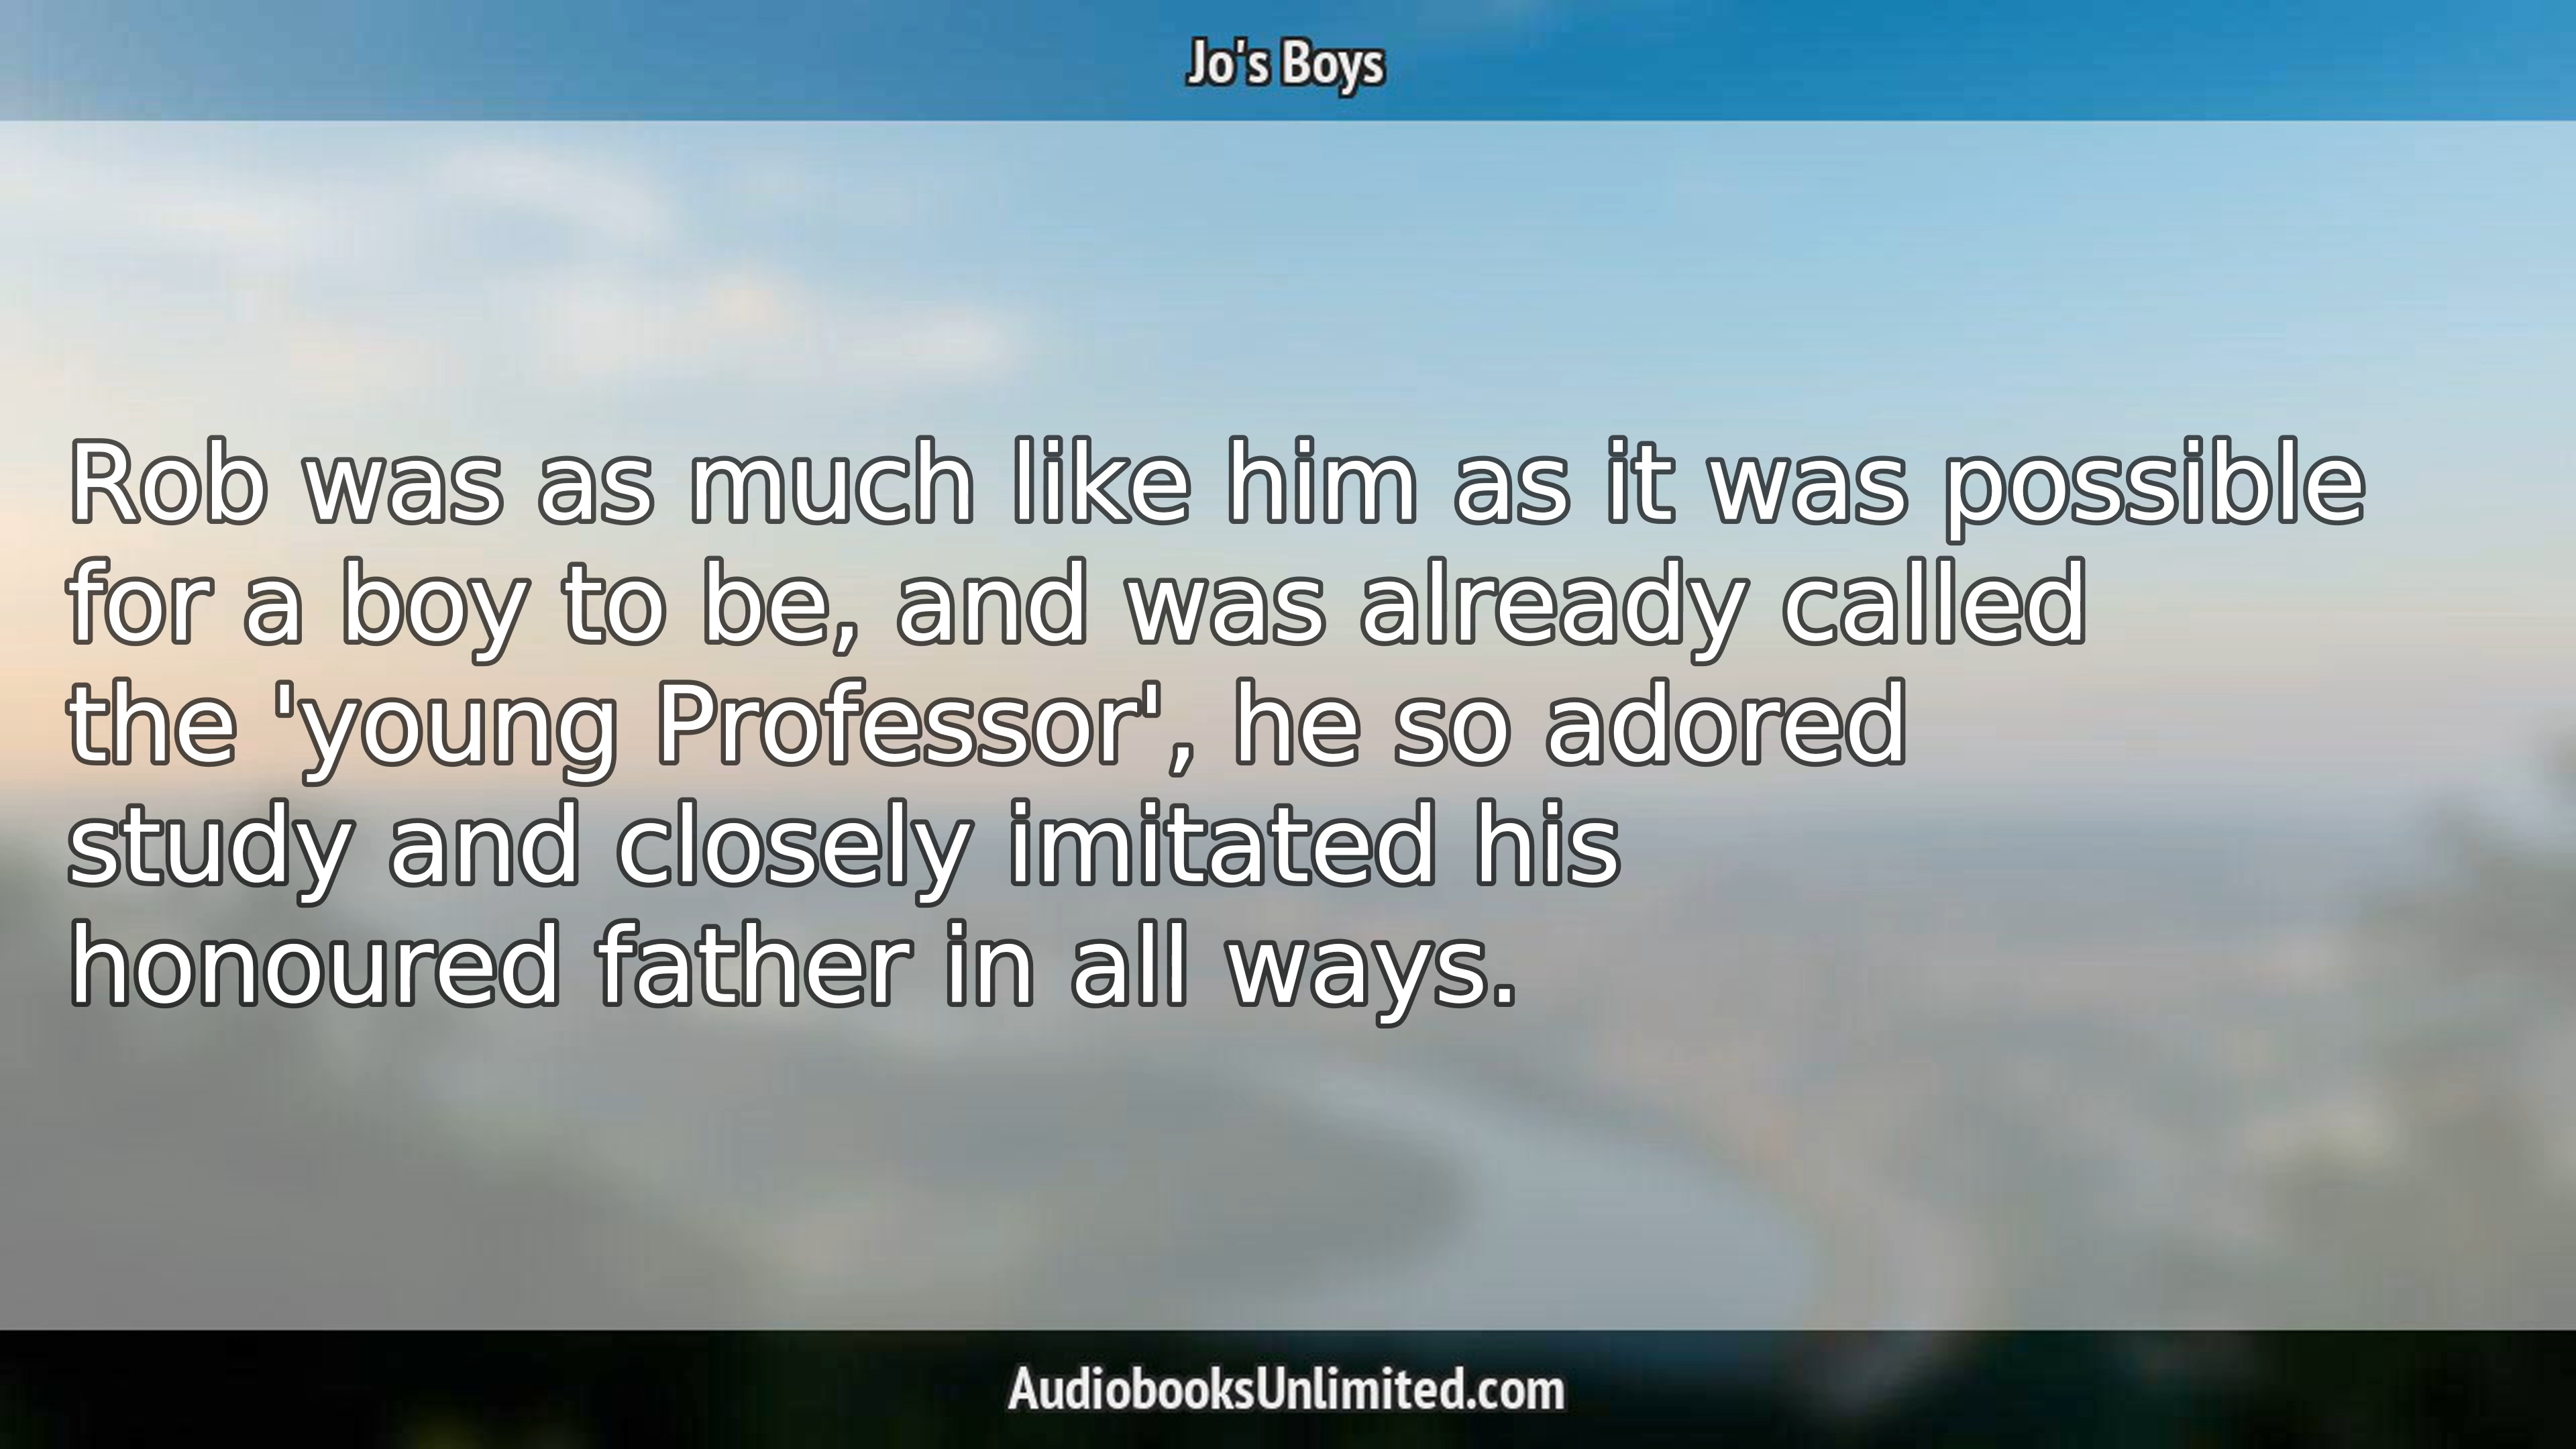 Jo's Boys
Rob was as much like him as it was possible
for a boy to be, and was already called
the 'young Professor', he so adored
study and closely imitated his
honoured father in all ways.
AudiobooksUnlimited.com